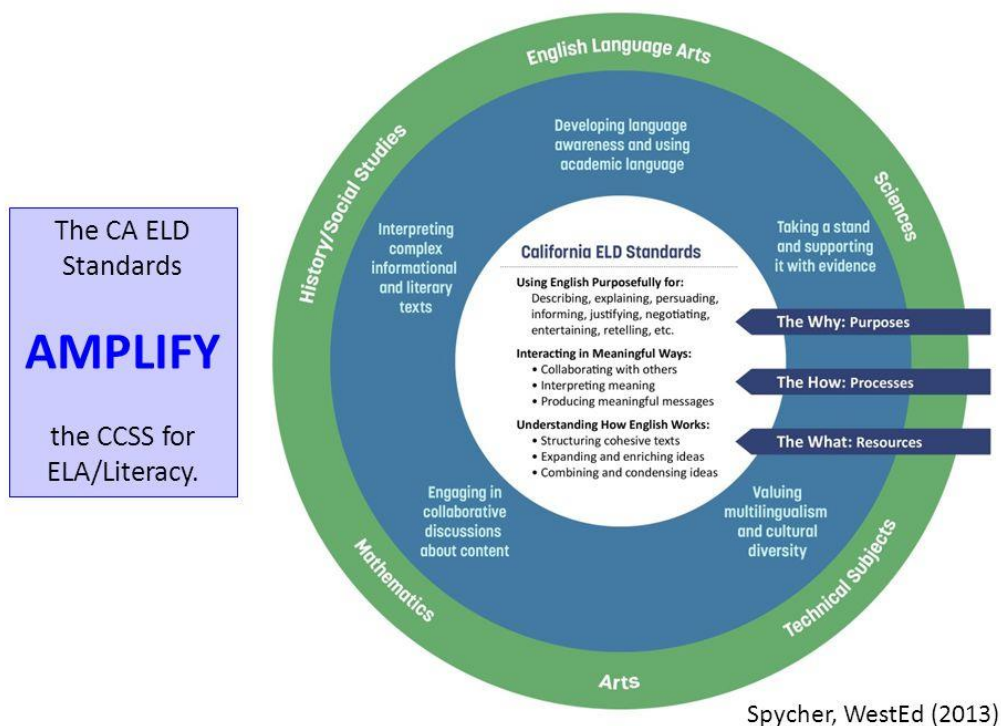 The CA ELD
Standards
AMPLIFY
the CCSS for
ELA/Literacy.
English Language Arts
History/Social Studies
Sciences
Mathematics
Technical Subjects
Arts
Developing language
awareness and using
academic language
Interpreting
complex
informational
and literary
texts
Taking a stand
and supporting
it with evidence
Engaging in
collaborative
discussions
about content
Valuing
multilingualism
and cultural
diversity
California ELD Standards
Using English Purposefully for:
Describing, explaining, persuading,
informing, justifying, negotiating,
entertaining, retelling, etc.
Interacting in Meaningful Ways:
• Collaborating with others
• Interpreting meaning
• Producing meaningful messages
Understanding How English Works:
• Structuring cohesive texts
• Expanding and enriching ideas
• Combining and condensing ideas
The Why: Purposes
The How: Processes
The What: Resources
Spycher, WestEd (2013)